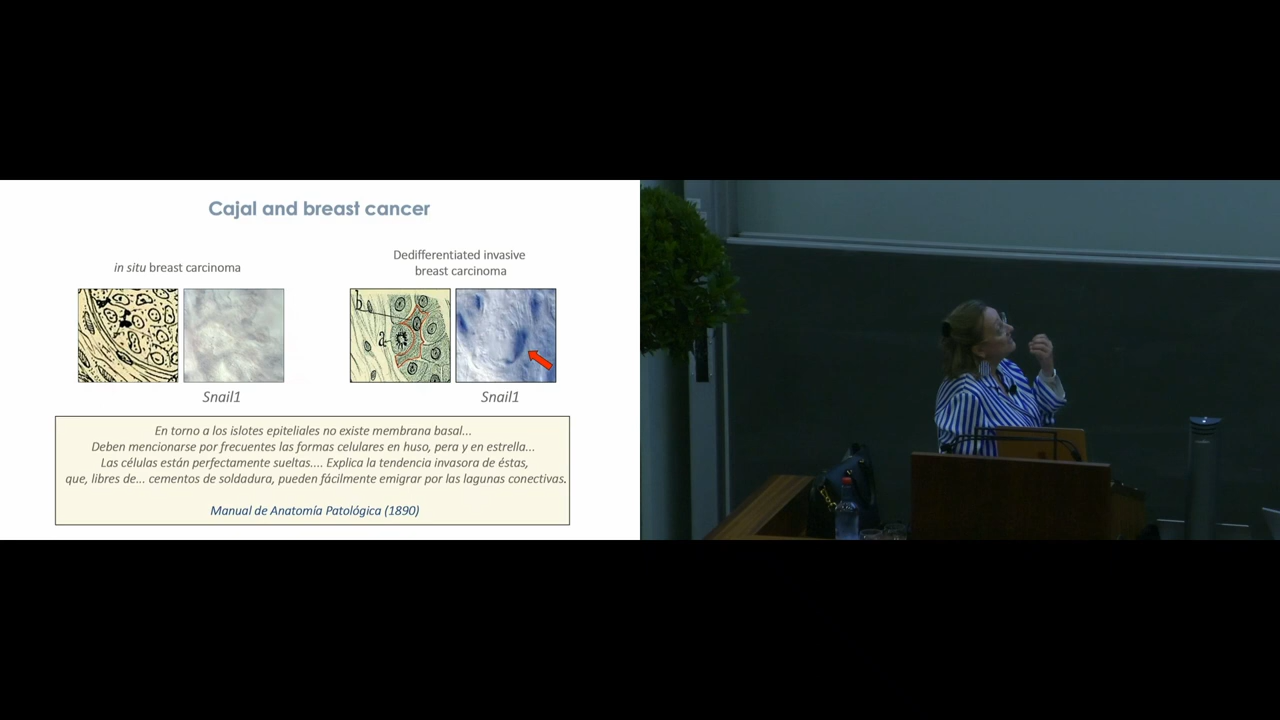 Cajal and breast cancer
in situ breast carcinoma
Dedifferentiated invasive
breast carcinoma
b
a
Snail1
Snail1
En torno a los islotes epiteliales no existe membrana basal...
Deben mencionarse por frecuentes las formas celulares en huso, pera y en estrella...
Las células están perfectamente sueltas.... Explica la tendencia invasora de éstas,
que, libres de... cementos de soldadura, pueden fácilmente emigrar por las lagunas conectivas.
Manual de Anatomía Patológica (1890)